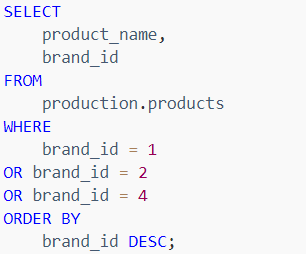 SELECT
    product_name,
    brand_id
FROM
    production.products
WHERE
    brand_id = 1
OR brand_id = 2
OR brand_id = 4
ORDER BY
    brand_id DESC;